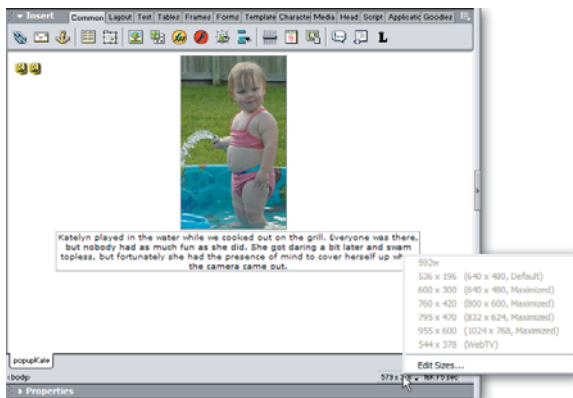 Insert Common Layout Text Tables Frames Forms Template Character Media Head Script Applicatic Goodies
L
Katelyn played in the water while we cooked out on the grill. Everyone was there,
but nobody had as much fun as she did. She got daring a bit later and swam
topless, but fortunately she had the presence of mind to cover herself up
the camera came out.
592w
536 x 196 (640 x 480, Default)
600 x 300 (640 x 480, Maximized)
760 x 420 (800 x 600, Maximized)
795 x 470 (832 x 624, Maximized)
955 x 600 (1024 x 768, Maximized)
544 x 378 (WebTV)
Edit Sizes...
popupKate
<body>
Properties